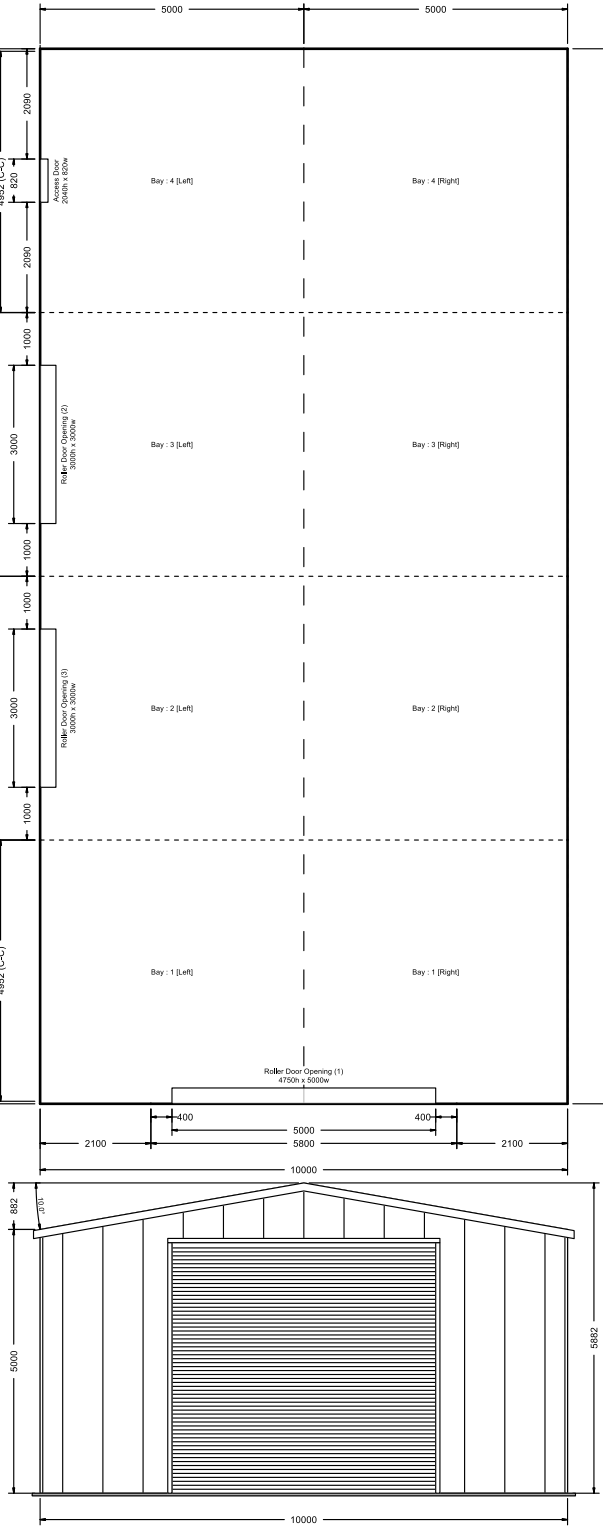 5000 5000
2090
4952 (C-C)
820
Access Door
2040h x 820w
Bay : 4 [Left] Bay : 4 [Right]
2090
1000
3000
Roller Door Opening (2)
3000h x 3000w
Bay : 3 [Left] Bay : 3 [Right]
1000
1000
3000
Roller Door Opening (3)
3000h x 3000w
Bay : 2 [Left] Bay : 2 [Right]
1000
4952 (C-C)
Bay : 1 [Left] Bay : 1 [Right]
Roller Door Opening (1)
4750h x 5000w
400 400
5000
2100 5800 2100
10000
882
10.0°
5000
5882
10000